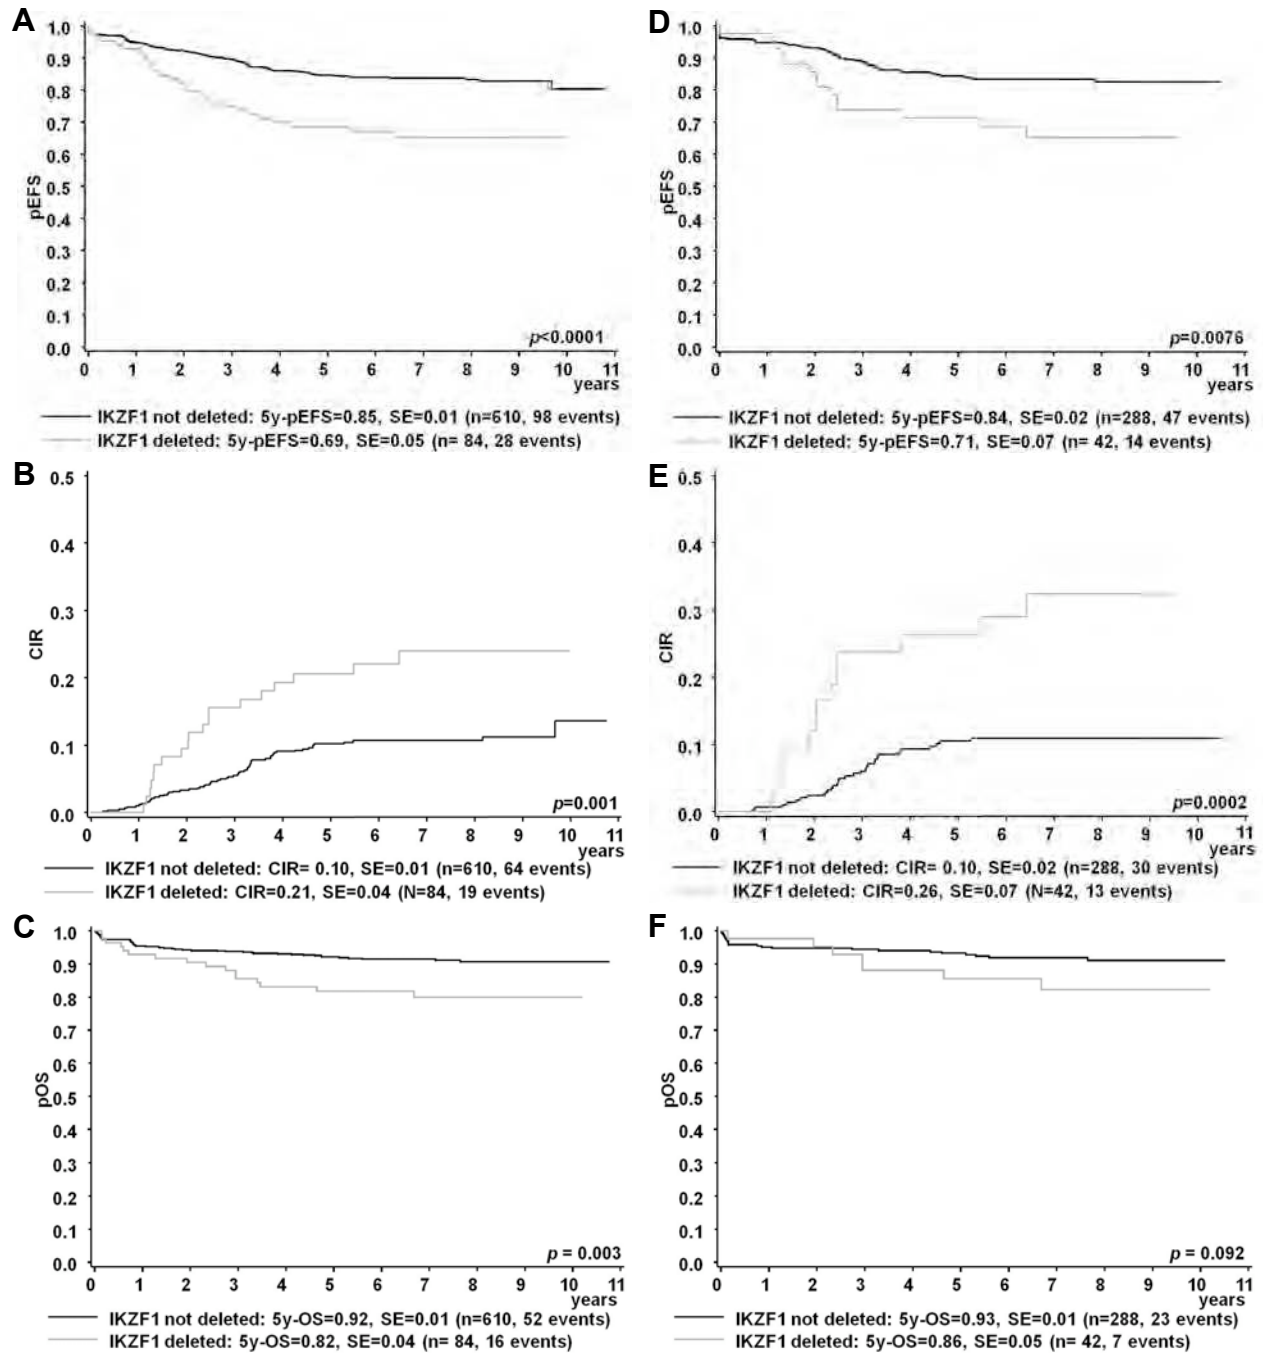 A
1.0
0.9
0.8
0.7
0.6
0.5
0.4
0.3
0.2
0.1
0.0
pEFS
p<0.0001
0 1 2 3 4 5 6 7 8 9 10 11
years
IKZF1 not deleted: 5y-pEFS=0.85, SE=0.01 (n=610, 98 events)
IKZF1 deleted: 5y-pEFS=0.69, SE=0.05 (n= 84, 28 events)
D
1.0
0.9
0.8
0.7
0.6
0.5
0.4
0.3
0.2
0.1
0.0
pEFS
p=0.0076
0 1 2 3 4 5 6 7 8 9 10 11
years
IKZF1 not deleted: 5y-pEFS=0.84, SE=0.02 (n=288, 47 events)
IKZF1 deleted: 5y-pEFS=0.71, SE=0.07 (n= 42, 14 events)
B
0.5
0.4
0.3
0.2
0.1
0.0
CIR
p=0.001
0 1 2 3 4 5 6 7 8 9 10 11
years
IKZF1 not deleted: CIR= 0.10, SE=0.01 (n=610, 64 events)
IKZF1 deleted: CIR=0.21, SE=0.04 (N=84, 19 events)
E
0.5
0.4
0.3
0.2
0.1
0.0
CIR
p=0.0002
0 1 2 3 4 5 6 7 8 9 10 11
years
IKZF1 not deleted: CIR= 0.10, SE=0.02 (n=288, 30 events)
IKZF1 deleted: CIR=0.26, SE=0.07 (N=42, 13 events)
C
1.0
0.9
0.8
0.7
0.6
0.5
0.4
0.3
0.2
0.1
0.0
pOS
p = 0.003
0 1 2 3 4 5 6 7 8 9 10 11
years
IKZF1 not deleted: 5y-OS=0.92, SE=0.01 (n=610, 52 events)
IKZF1 deleted: 5y-OS=0.82, SE=0.04 (n= 84, 16 events)
F
1.0
0.9
0.8
0.7
0.6
0.5
0.4
0.3
0.2
0.1
0.0
pOS
p = 0.092
0 1 2 3 4 5 6 7 8 9 10 11
years
IKZF1 not deleted: 5y-OS=0.93, SE=0.01 (n=288, 23 events)
IKZF1 deleted: 5y-OS=0.86, SE=0.05 (n= 42, 7 events)